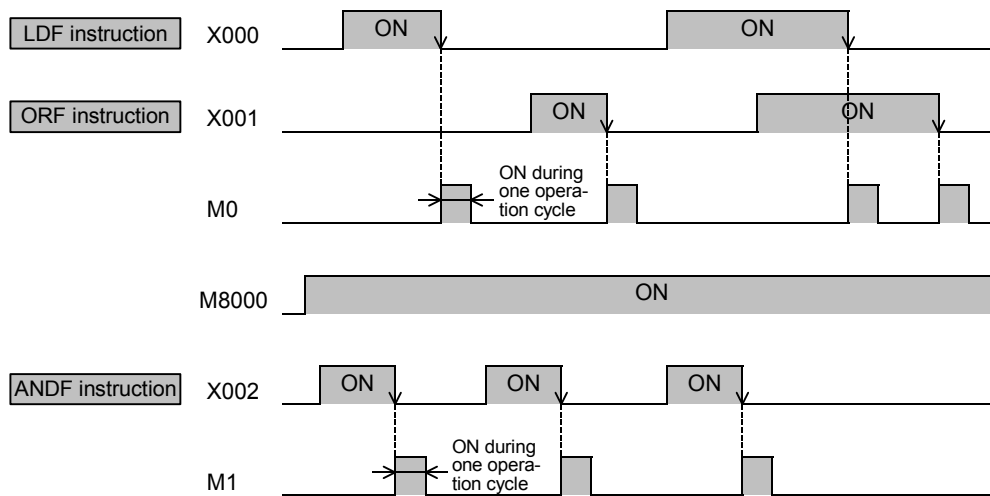 LDF instruction X000 ON ON
ORF instruction X001 ON ON
M0 ON during
one opera-
tion cycle
M8000 ON
ANDF instruction X002 ON ON ON
M1 ON during
one opera-
tion cycle